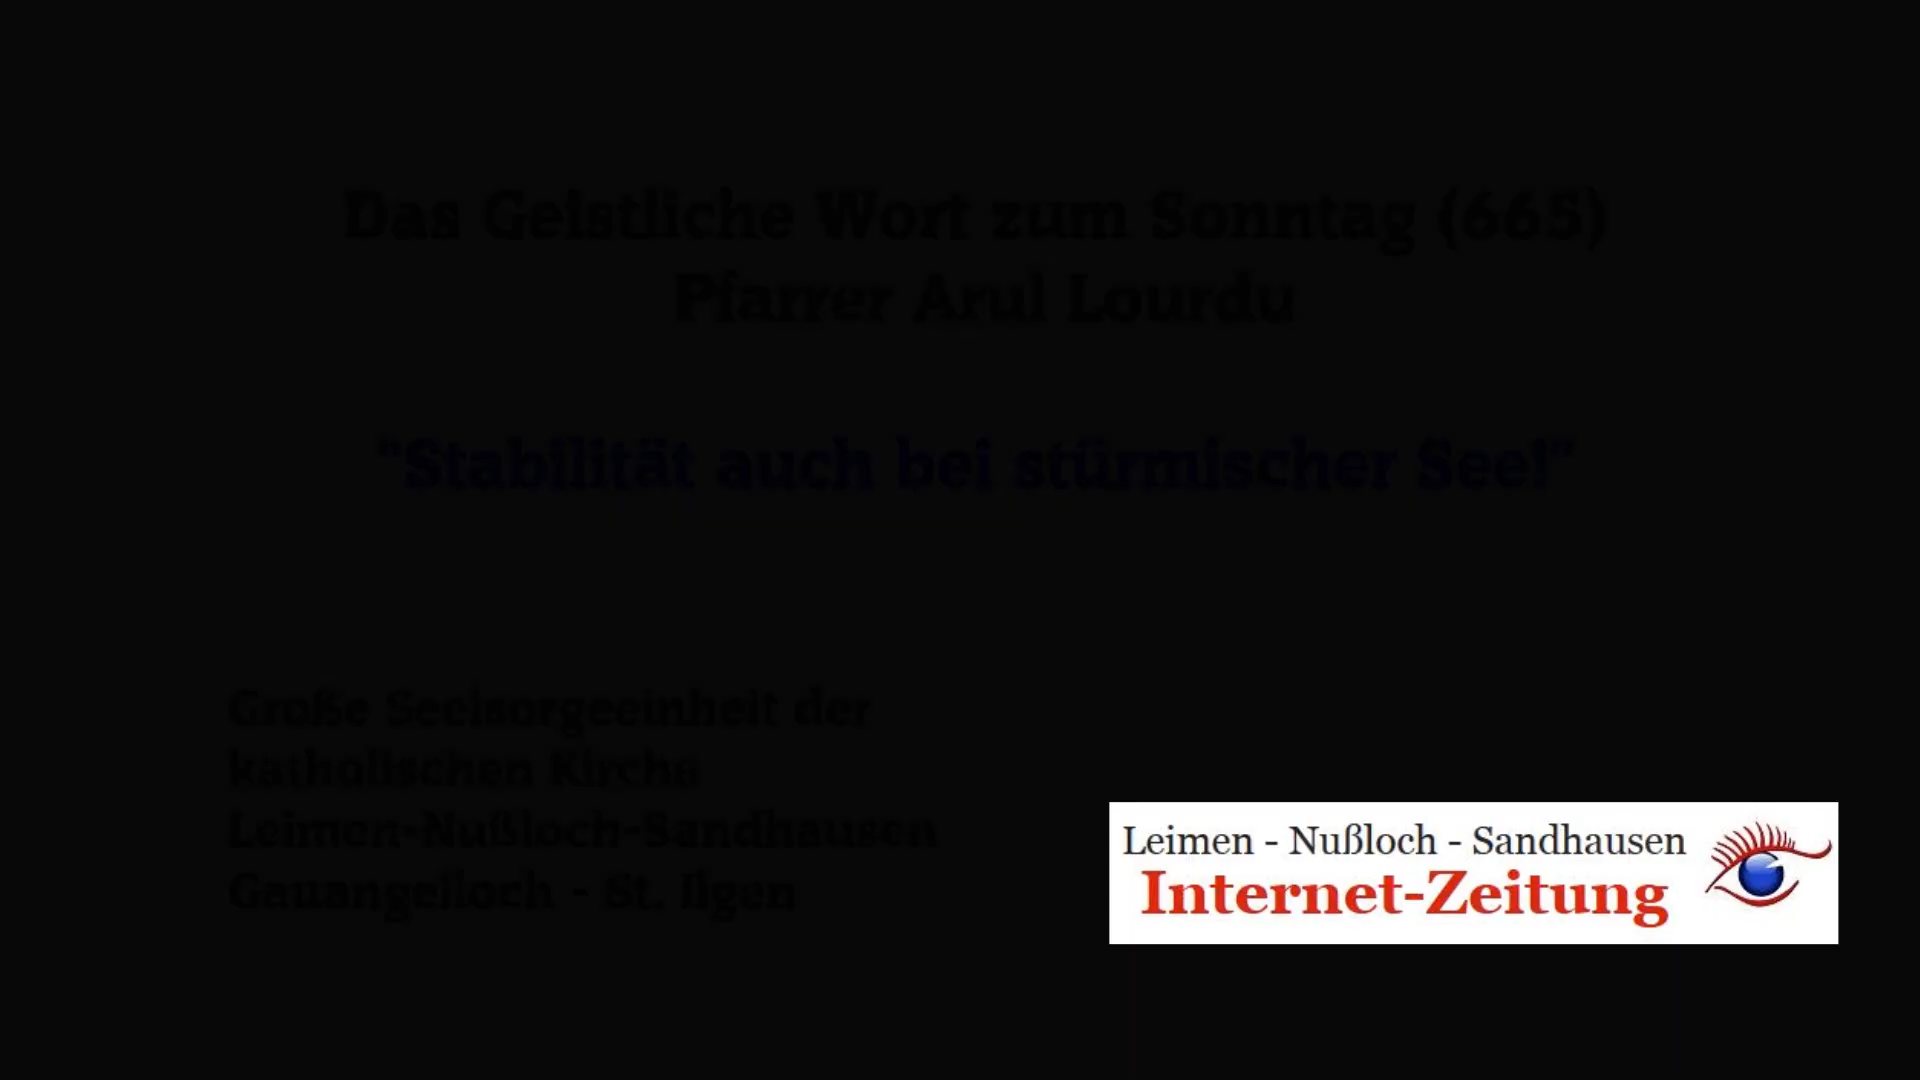 Das Geistliche Wort zum Sonntag (665)
Pfarrer Arul Lourdu
"Stabilität auch bei stürmischer See!"
Große Seelsorgeeinheit der
katholischen Kirche
Leimen-Nußloch-Sandhausen
Gauangelloch - St. Ilgen
Leimen - Nußloch - Sandhausen
Internet-Zeitung